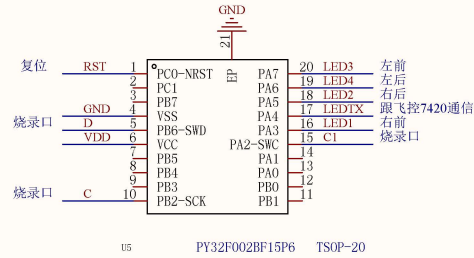 GND
21
EP
复位 RST 1 PC0-NRST PA7 20 LED3 左前
2 PC1 PA6 19 LED4 左后
3 PB7 PA5 18 LED2 右后
GND 4 VSS PA4 17 LEDTX 跟飞控7420通信
烧录口 D 5 PB6-SWD PA3 16 LED1 右前
VDD 6 VCC PA2-SWC 15 C1 烧录口
7 PB5 PA1 14
8 PB4 PA0 13
9 PB3 PB0 12
烧录口 C 10 PB2-SCK PB1 11
U5 PY32F002BF15P6 TSOP-20